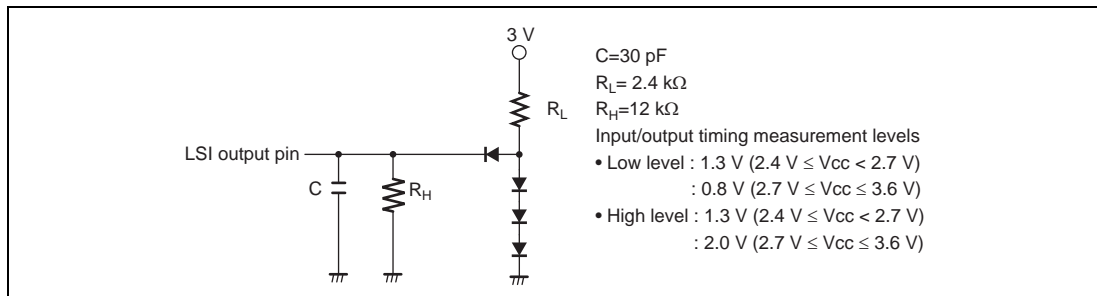 3 V
R_L
LSI output pin
C
R_H
C=30 pF
R_L= 2.4 kΩ
R_H=12 kΩ
Input/output timing measurement levels
• Low level : 1.3 V (2.4 V ≤ Vcc < 2.7 V)
: 0.8 V (2.7 V ≤ Vcc ≤ 3.6 V)
• High level : 1.3 V (2.4 V ≤ Vcc < 2.7 V)
: 2.0 V (2.7 V ≤ Vcc ≤ 3.6 V)